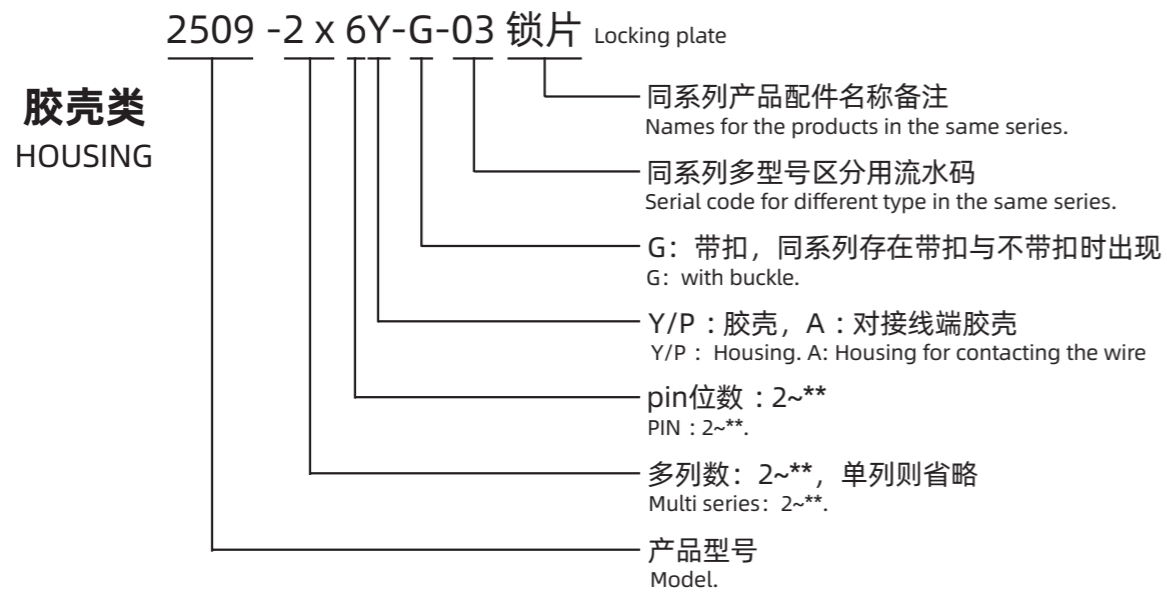 2509 -2 x 6Y-G-03 锁片 Locking plate
胶壳类
HOUSING
同系列产品配件名称备注
Names for the products in the same series.
同系列多型号区分用流水码
Serial code for different type in the same series.
G：带扣，同系列存在带扣与不带扣时出现
G：with buckle.
Y/P：胶壳，A：对接线端胶壳
Y/P：Housing. A: Housing for contacting the wire
pin位数：2~**
PIN：2~**.
多列数：2~**，单列则省略
Multi series：2~**.
产品型号
Model.